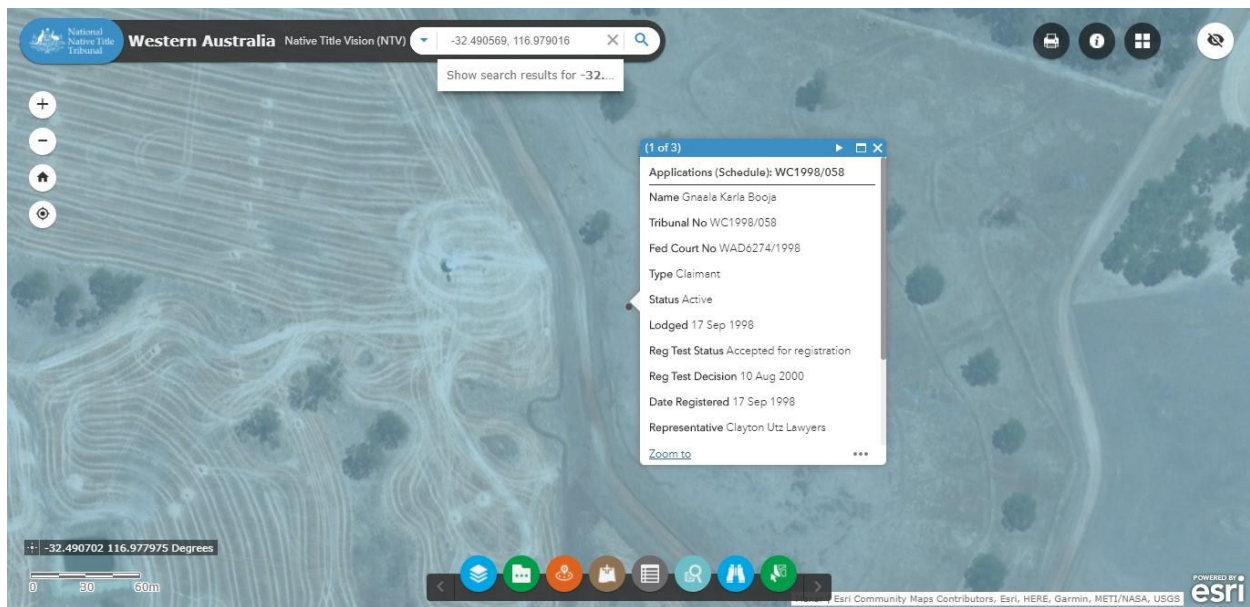 National
Native Title
Tribunal
Western Australia Native Title Vision (NTV)
-32.490569, 116.979016
Show search results for -32....
(1 of 3)
Applications (Schedule): WC1998/058
Name Gnaala Karla Booja
Tribunal No WC1998/058
Fed Court No WAD6274/1998
Type Claimant
Status Active
Lodged 17 Sep 1998
Reg Test Status Accepted for registration
Reg Test Decision 10 Aug 2000
Date Registered 17 Sep 1998
Representative Clayton Utz Lawyers
Zoom to
-32.490702 116.977975 Degrees
0 30 60m
Esri Community Maps Contributors, Esri, HERE, Garmin, METI/NASA, USGS
POWERED BY
esri